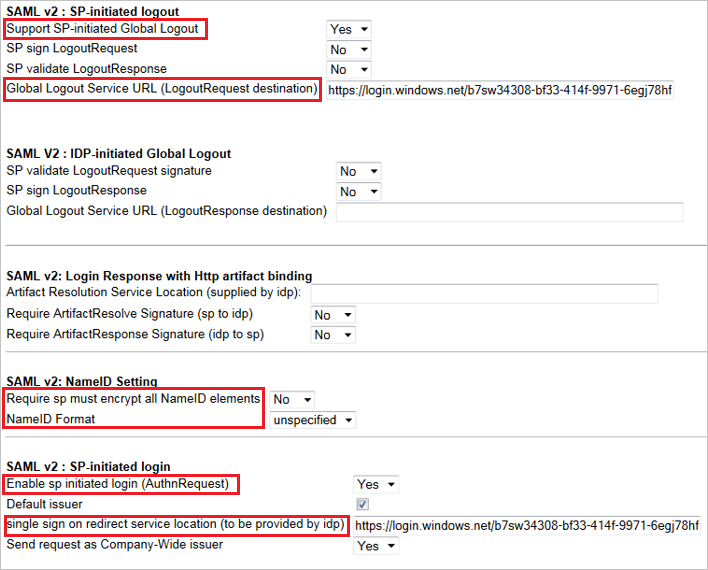 SAML v2 : SP-initiated logout
Support SP-initiated Global Logout Yes
SP sign LogoutRequest No
SP validate LogoutResponse No
Global Logout Service URL (LogoutRequest destination) https://login.windows.net/b7sw34308-bf33-414f-9971-6egj78hf
SAML V2 : IDP-initiated Global Logout
SP validate LogoutRequest signature No
SP sign LogoutResponse No
Global Logout Service URL (LogoutResponse destination)
SAML v2: Login Response with Http artifact binding
Artifact Resolution Service Location (supplied by idp):
Require ArtifactResolve Signature (sp to idp) No
Require ArtifactResponse Signature (idp to sp) No
SAML v2: NameID Setting
Require sp must encrypt all NameID elements No
NameID Format unspecified
SAML v2 : SP-initiated login
Enable sp initiated login (AuthnRequest) Yes
Default issuer
single sign on redirect service location (to be provided by idp) https://login.windows.net/b7sw34308-bf33-414f-9971-6egj78hf
Send request as Company-Wide issuer Yes